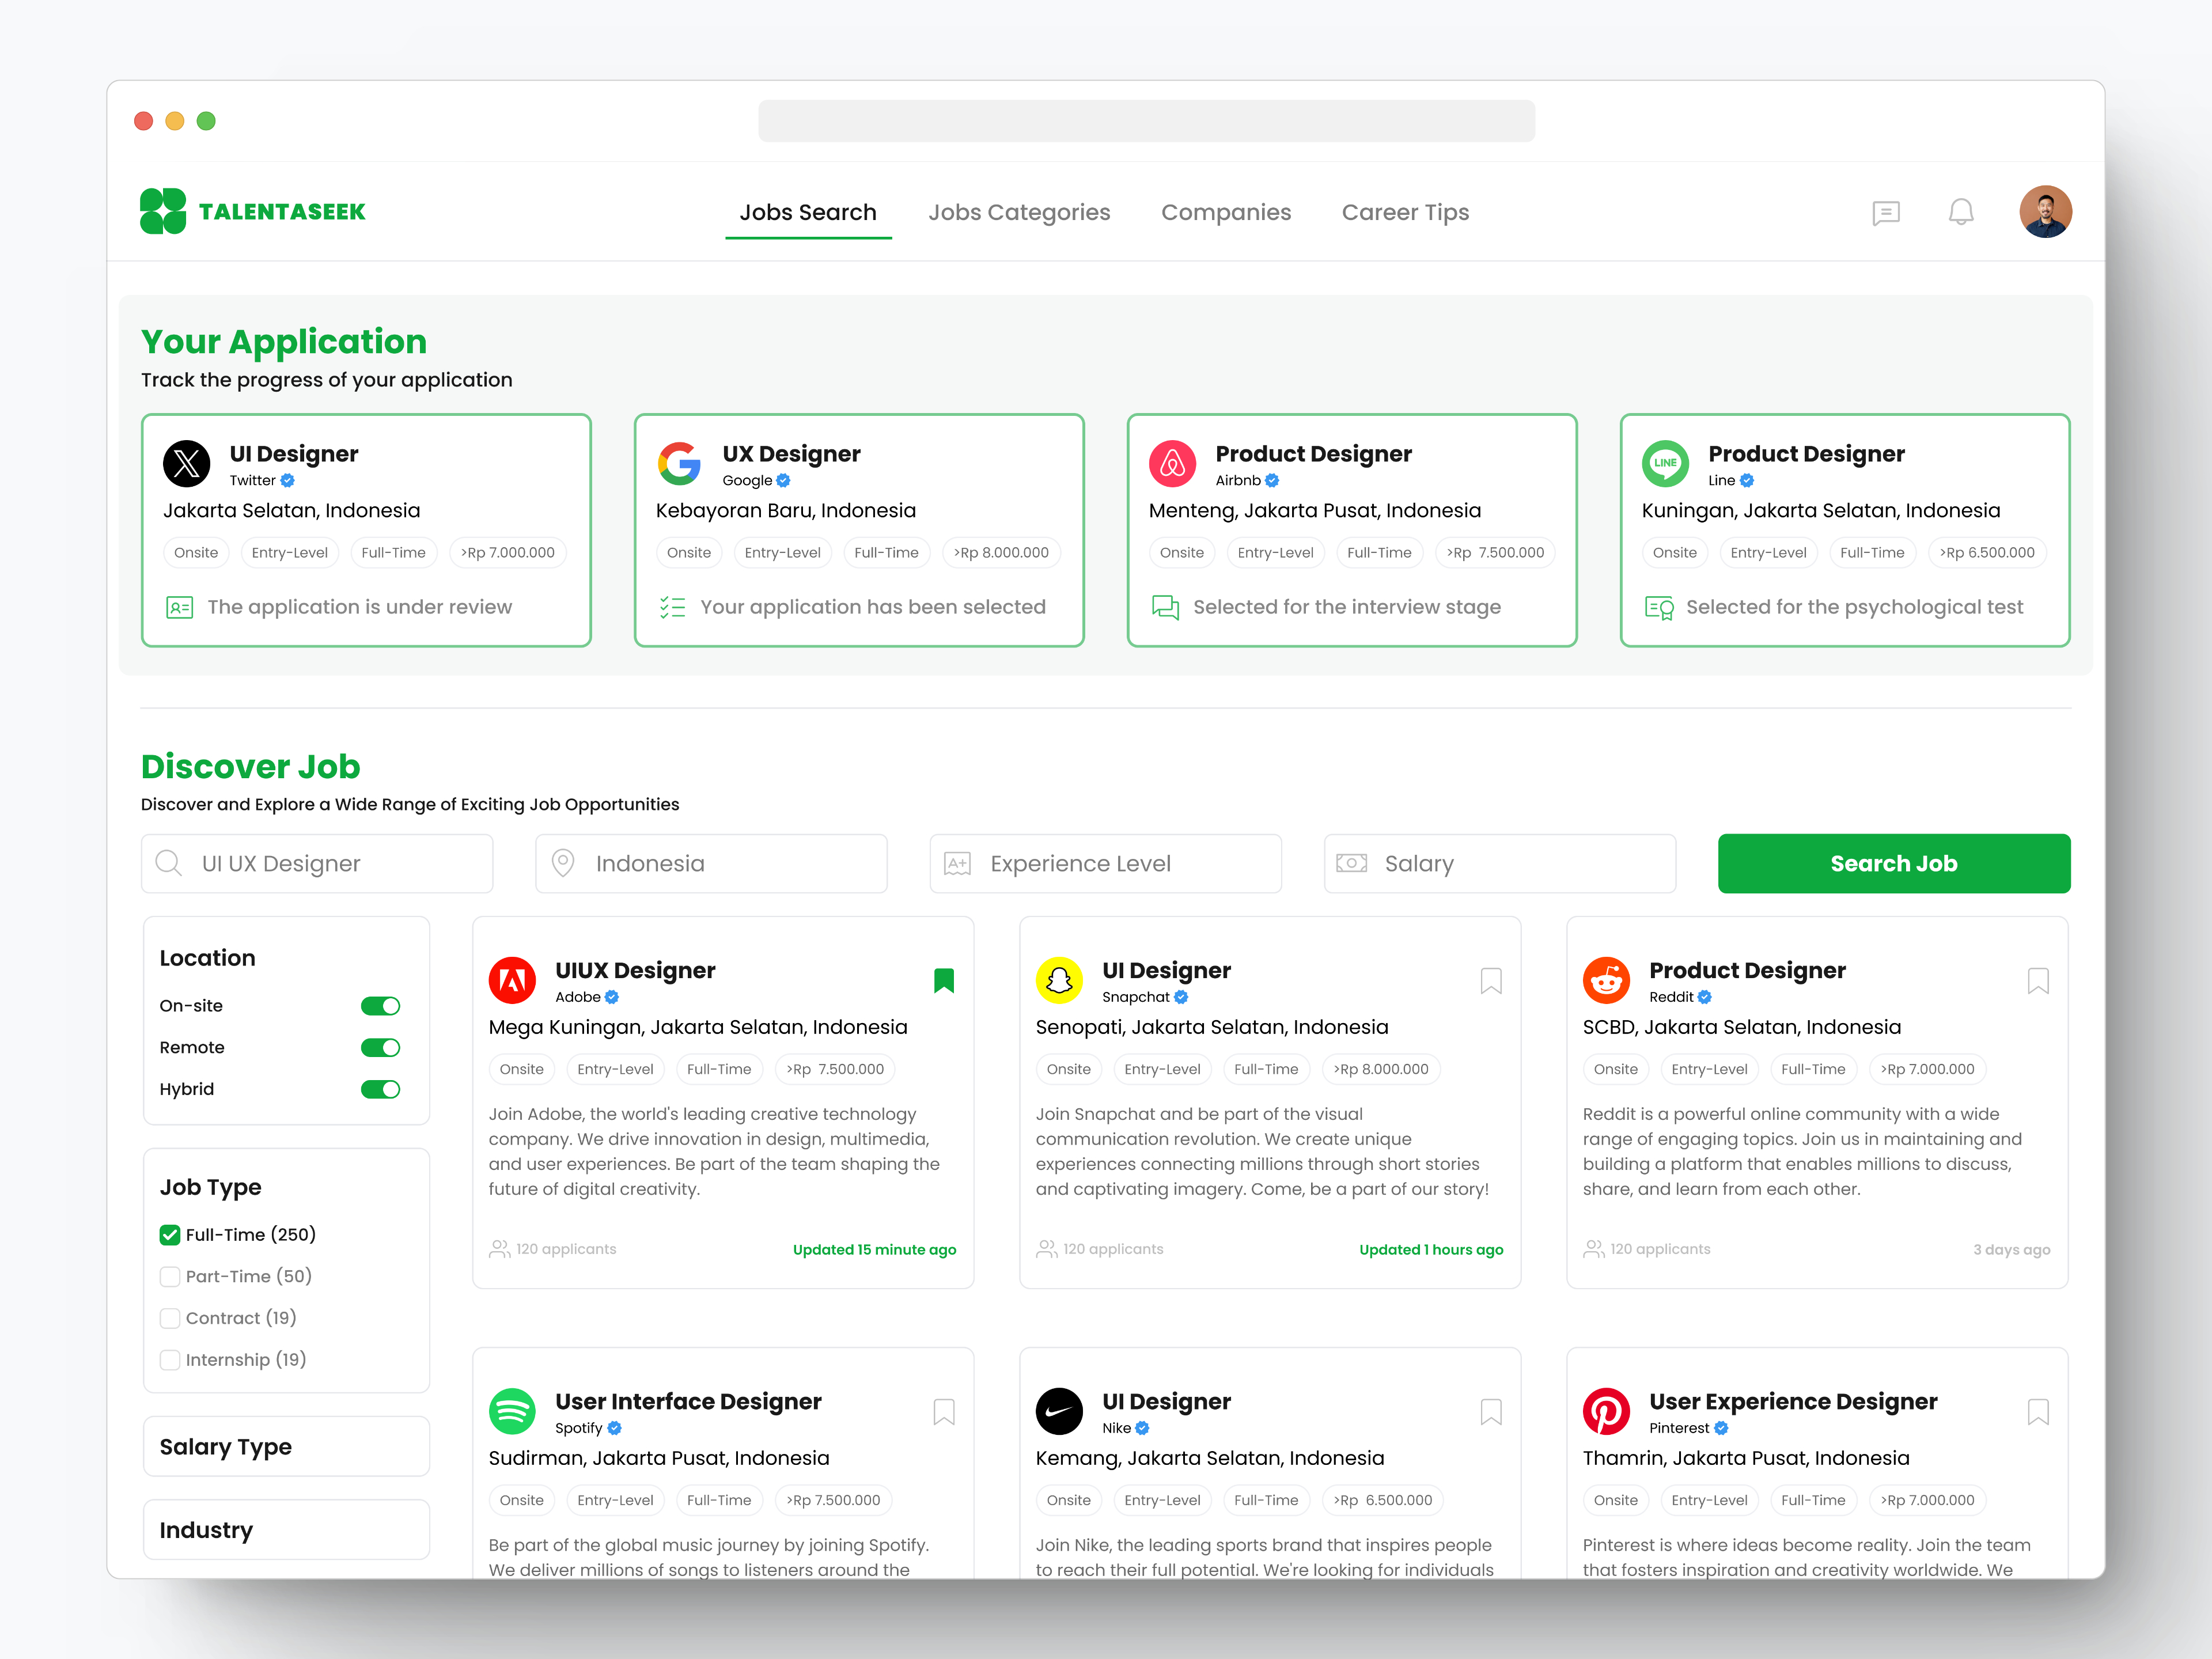 TALENTASEEK
Jobs Search
Jobs Categories
Companies
Career Tips
Your Application
Track the progress of your application
UI Designer
Twitter
Jakarta Selatan, Indonesia
Onsite
Entry-Level
Full-Time
>Rp 7.000.000
The application is under review
UX Designer
Google
Kebayoran Baru, Indonesia
Onsite
Entry-Level
Full-Time
>Rp 8.000.000
Your application has been selected
Product Designer
Airbnb
Menteng, Jakarta Pusat, Indonesia
Onsite
Entry-Level
Full-Time
>Rp 7.500.000
Selected for the interview stage
LINE
Product Designer
Line
Kuningan, Jakarta Selatan, Indonesia
Onsite
Entry-Level
Full-Time
>Rp 6.500.000
Selected for the psychological test
Discover Job
Discover and Explore a Wide Range of Exciting Job Opportunities
UI UX Designer
Indonesia
A+
Experience Level
Salary
Search Job
Location
On-site
Remote
Hybrid
Job Type
Full-Time (250)
Part-Time (50)
Contract (19)
Internship (19)
Salary Type
Industry
UIUX Designer
Adobe
Mega Kuningan, Jakarta Selatan, Indonesia
Onsite
Entry-Level
Full-Time
>Rp 7.500.000
Join Adobe, the world's leading creative technology
company. We drive innovation in design, multimedia,
and user experiences. Be part of the team shaping the
future of digital creativity.
120 applicants
Updated 15 minute ago
UI Designer
Snapchat
Senopati, Jakarta Selatan, Indonesia
Onsite
Entry-Level
Full-Time
>Rp 8.000.000
Join Snapchat and be part of the visual
communication revolution. We create unique
experiences connecting millions through short stories
and captivating imagery. Come, be a part of our story!
120 applicants
Updated 1 hours ago
Product Designer
Reddit
SCBD, Jakarta Selatan, Indonesia
Onsite
Entry-Level
Full-Time
>Rp 7.000.000
Reddit is a powerful online community with a wide
range of engaging topics. Join us in maintaining and
building a platform that enables millions to discuss,
share, and learn from each other.
120 applicants
3 days ago
User Interface Designer
Spotify
Sudirman, Jakarta Pusat, Indonesia
Onsite
Entry-Level
Full-Time
>Rp 7.500.000
Be part of the global music journey by joining Spotify.
We deliver millions of songs to listeners around the
UI Designer
Nike
Kemang, Jakarta Selatan, Indonesia
Onsite
Entry-Level
Full-Time
>Rp 6.500.000
Join Nike, the leading sports brand that inspires people
to reach their full potential. We're looking for individuals
User Experience Designer
Pinterest
Thamrin, Jakarta Pusat, Indonesia
Onsite
Entry-Level
Full-Time
>Rp 7.000.000
Pinterest is where ideas become reality. Join the team
that fosters inspiration and creativity worldwide. We